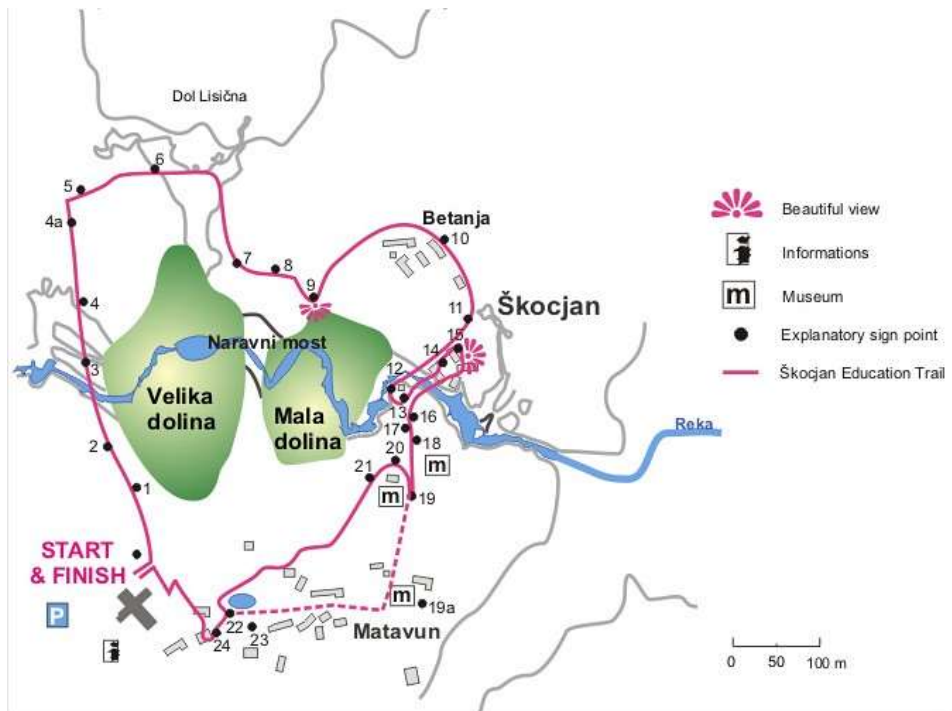 Dol Lisična
6
5
4a
Betanja
10
7
8
9
4
11
Škocjan
15
14
Naravni most
3
12
Velika
dolina
Mala
dolina
13
16
17
18
2
20
m
21
19
m
1
Reka
START
& FINISH
P
m
19a
22
23
24
Matavun
Beautiful view
Informations
m
Museum
Explanatory sign point
Škocjan Education Trail
0 50 100 m